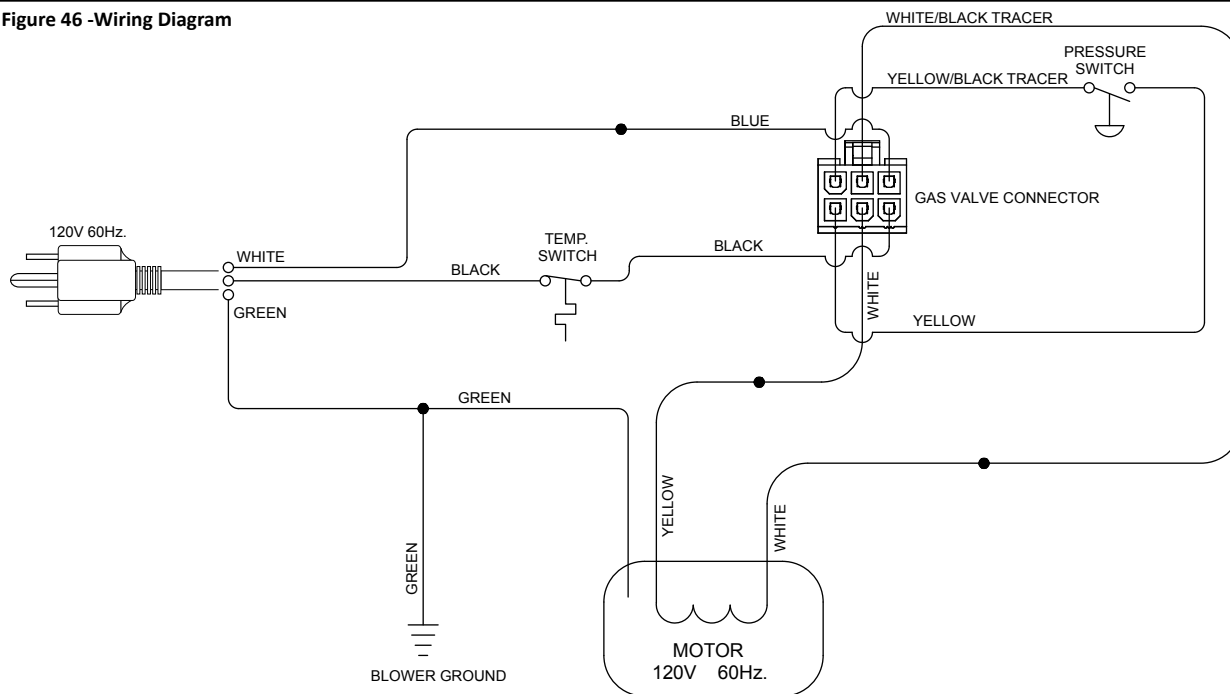 Figure 46 -Wiring Diagram
WHITE/BLACK TRACER
PRESSURE
SWITCH
YELLOW/BLACK TRACER
BLUE
GAS VALVE CONNECTOR
120V 60Hz.
WHITE
BLACK
TEMP.
SWITCH
BLACK
GREEN
WHITE
YELLOW
GREEN
YELLOW
WHITE
GREEN
MOTOR
120V 60Hz.
BLOWER GROUND